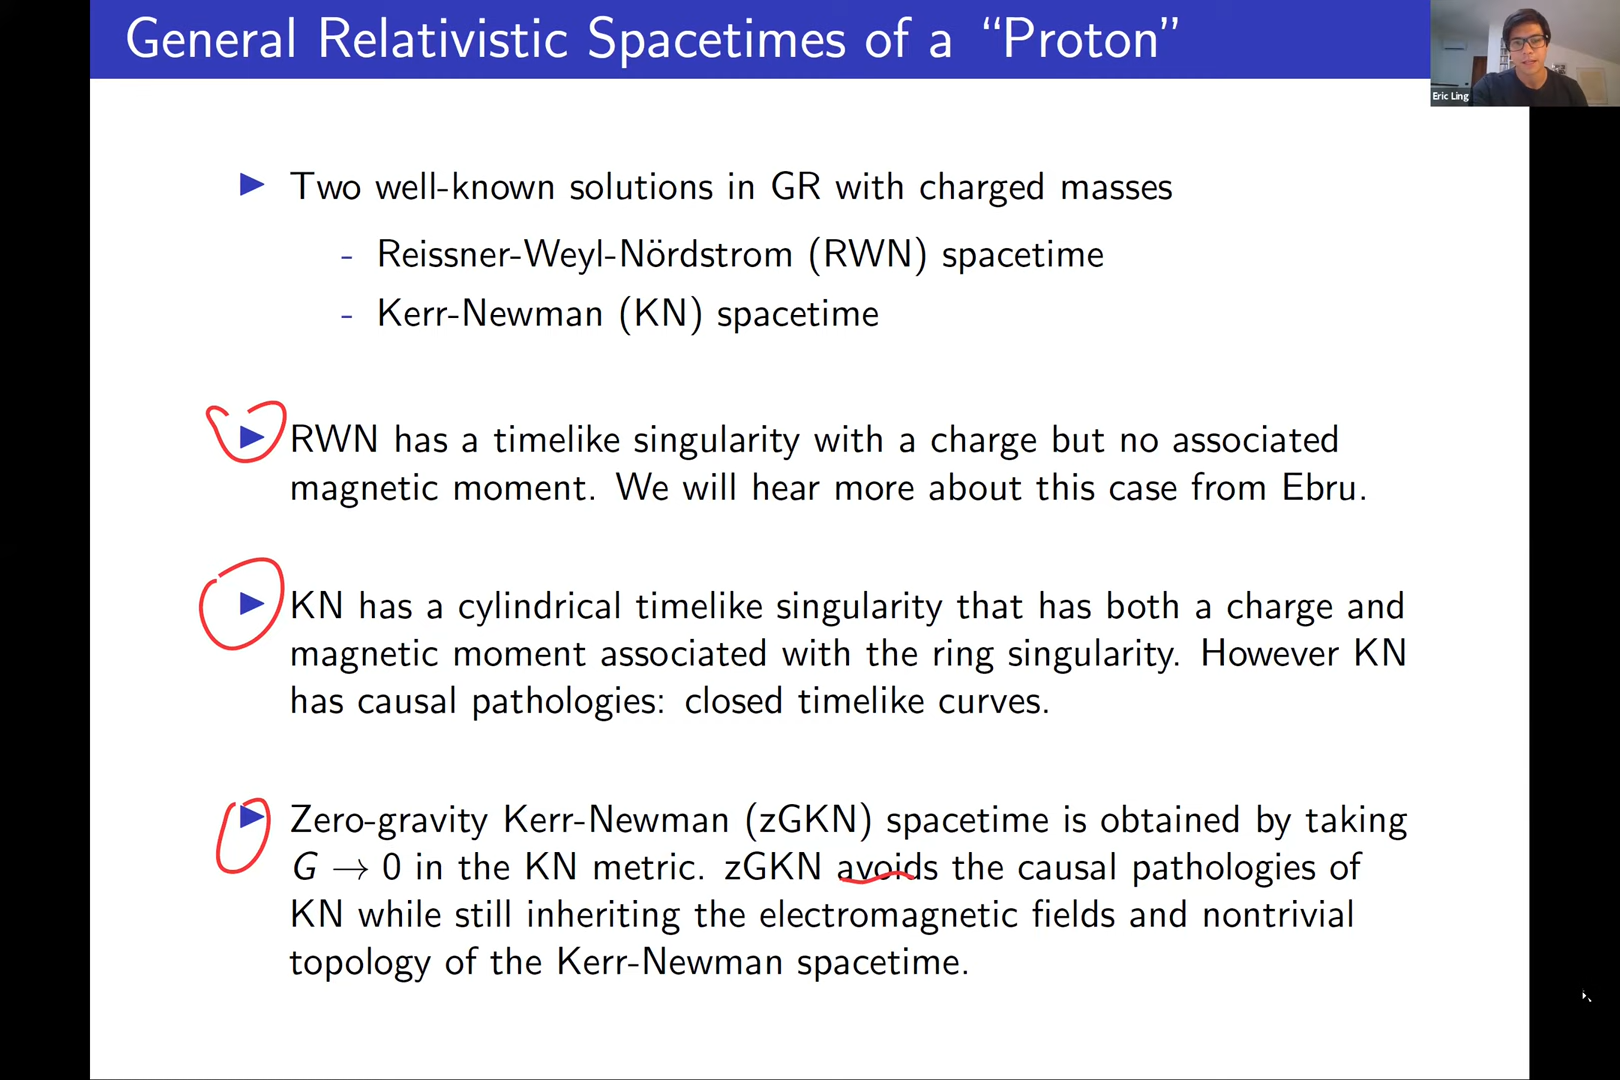 General Relativistic Spacetimes of a “Proton”
Eric Ling
▶ Two well-known solutions in GR with charged masses
- Reissner-Weyl-Nördstrom (RWN) spacetime
- Kerr-Newman (KN) spacetime
▶ RWN has a timelike singularity with a charge but no associated
magnetic moment. We will hear more about this case from Ebru.
▶ KN has a cylindrical timelike singularity that has both a charge and
magnetic moment associated with the ring singularity. However KN
has causal pathologies: closed timelike curves.
▶ Zero-gravity Kerr-Newman (zGKN) spacetime is obtained by taking
G → 0 in the KN metric. zGKN avoids the causal pathologies of
KN while still inheriting the electromagnetic fields and nontrivial
topology of the Kerr-Newman spacetime.